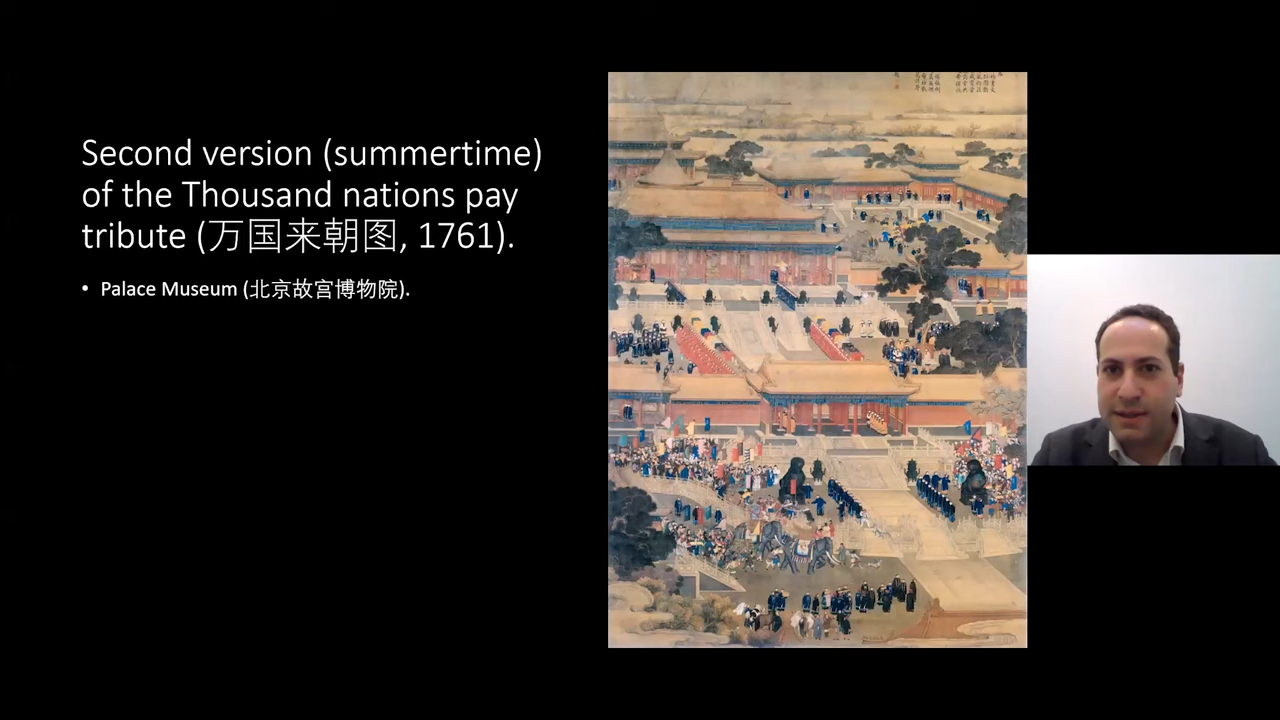 Second version (summertime)
of the Thousand nations pay
tribute (万国来朝图, 1761).
• Palace Museum (北京故宫博物院).